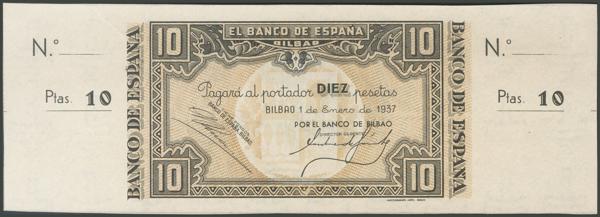 N.º
Ptas. 10
BANCO DE ESPAÑA
10
EL BANCO DE ESPAÑA
BILBAO
10
Pagará al portador DIEZ pesetas
BILBAO 1 de Enero de 1937
POR EL BANCO DE BILBAO
10
10
BANCO DE ESPAÑA
N.º
Ptas. 10